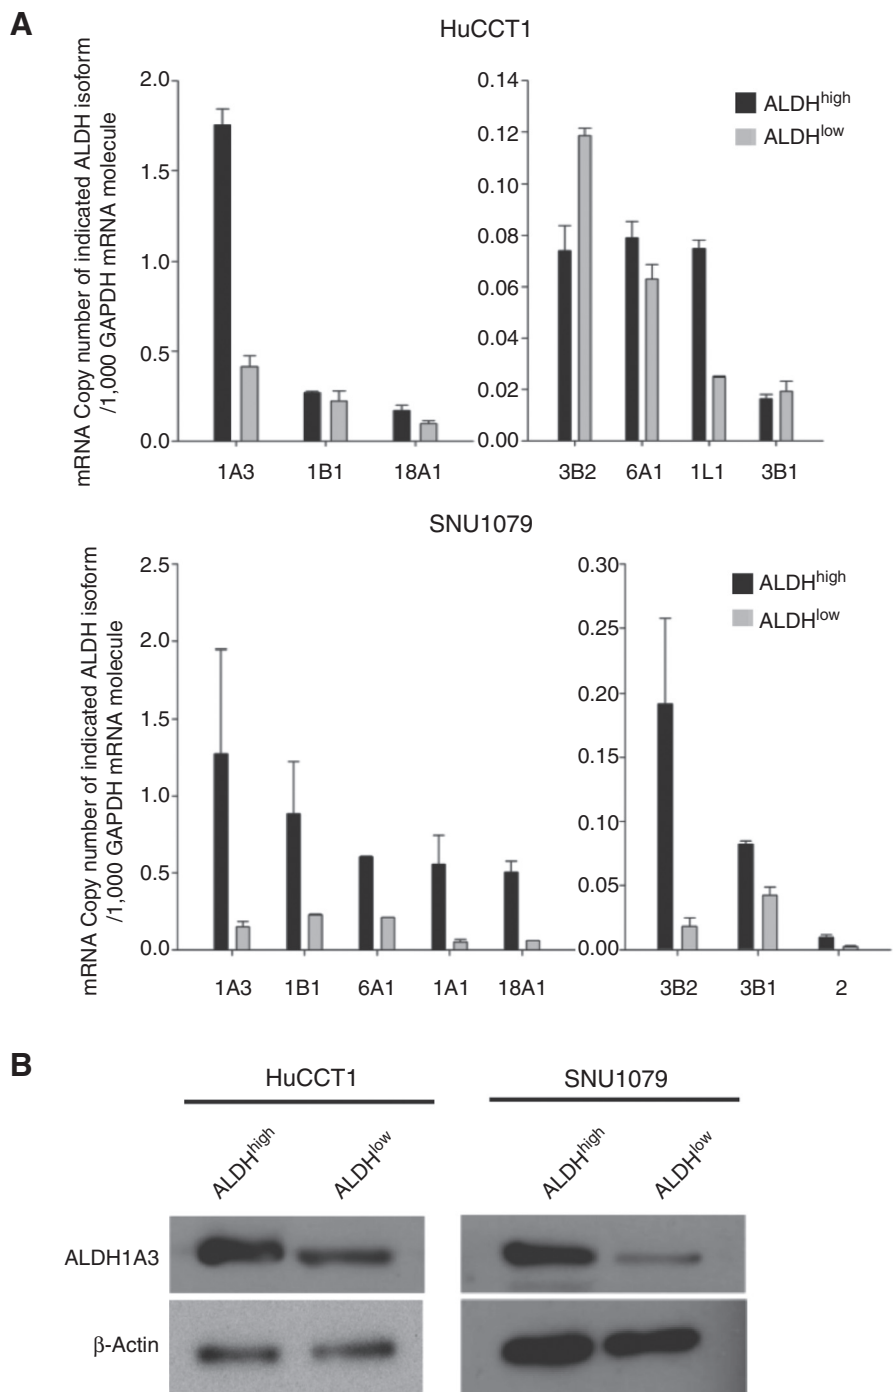 A
HuCCT1
mRNA Copy number of indicated ALDH isoform
/1,000 GAPDH mRNA molecule
2.0
1.5
1.0
0.5
0.0
1A3 1B1 18A1
0.14
0.12
0.10
0.08
0.06
0.04
0.02
0.00
3B2 6A1 1L1 3B1
ALDHhigh
ALDHlow
SNU1079
mRNA Copy number of indicated ALDH isoform
/1,000 GAPDH mRNA molecule
2.5
2.0
1.5
1.0
0.5
0.0
1A3 1B1 6A1 1A1 18A1
0.30
0.25
0.20
0.15
0.10
0.05
0.00
3B2 3B1 2
ALDHhigh
ALDHlow
B
HuCCT1 SNU1079
ALDHhigh ALDHlow ALDHhigh ALDHlow
ALDH1A3
β-Actin